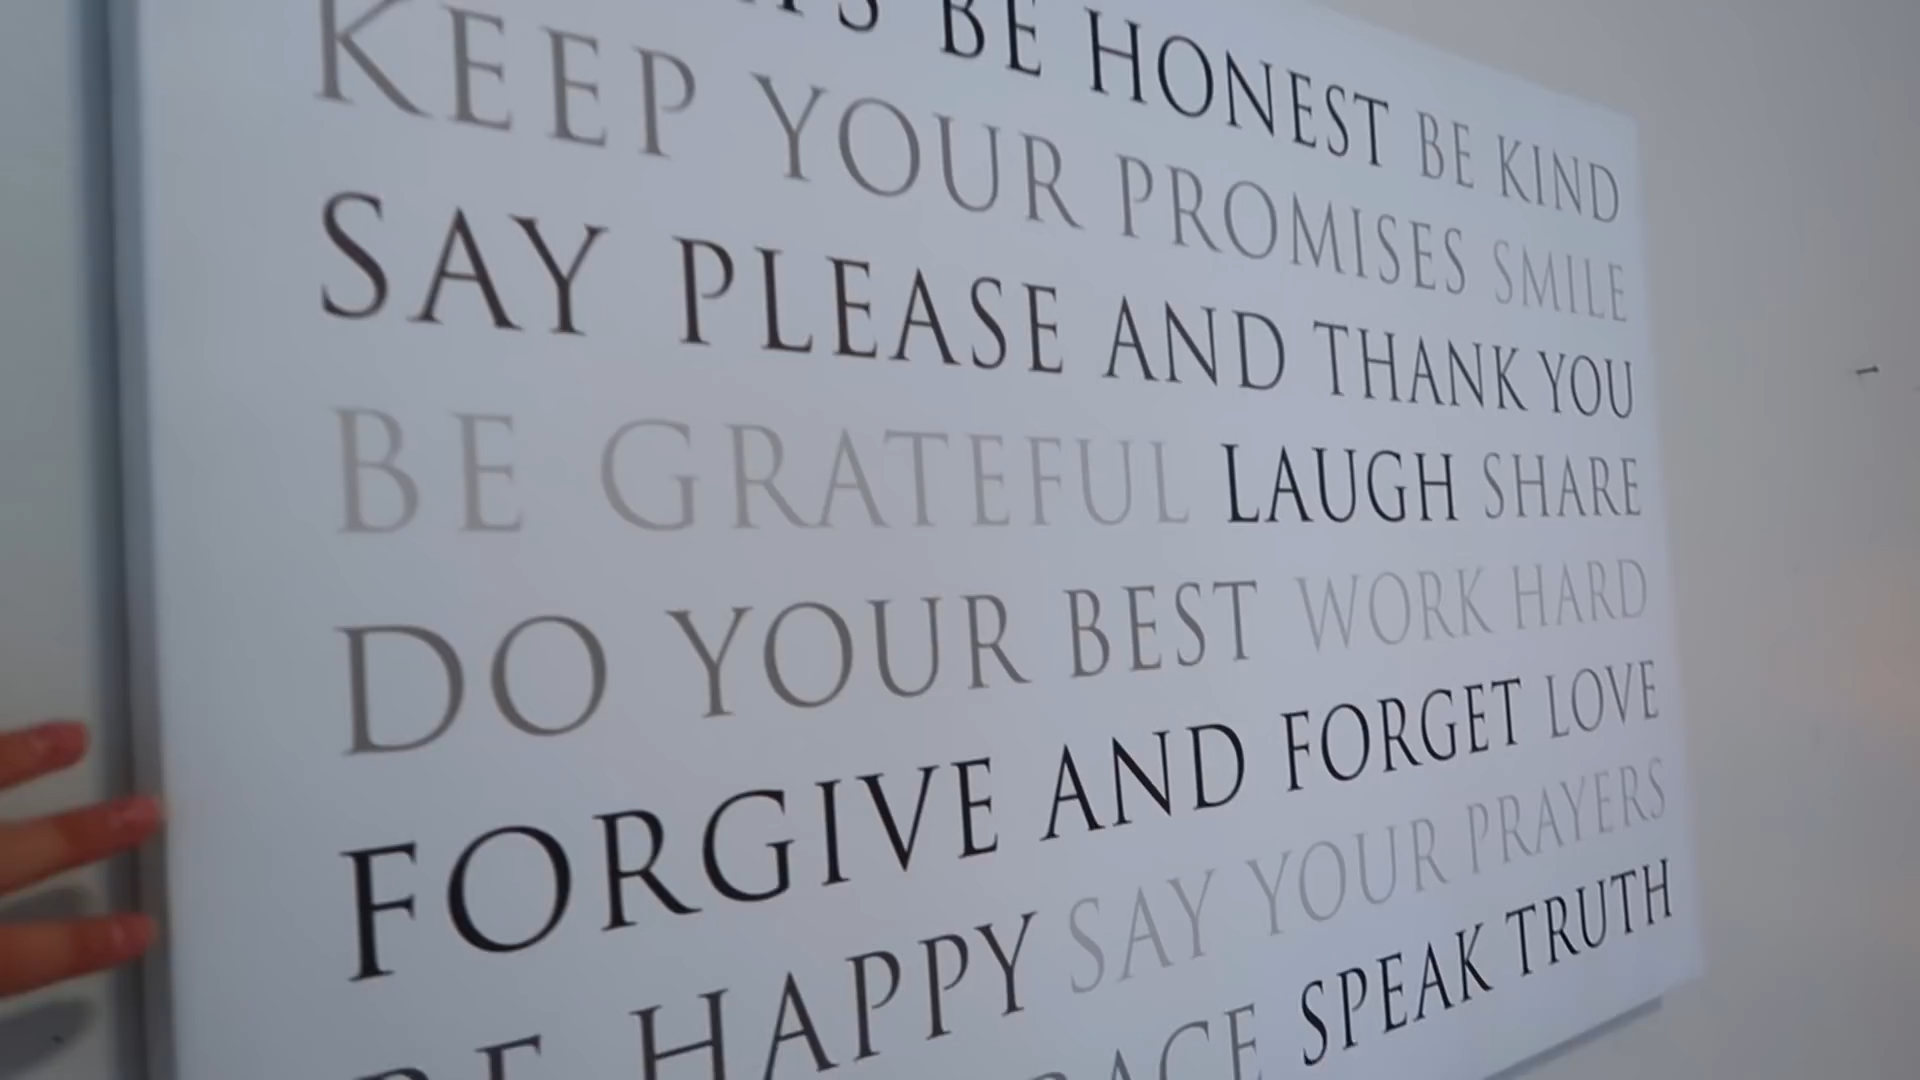 BE HONEST BE KIND
KEEP YOUR PROMISES SMILE
SAY PLEASE AND THANK YOU
BE GRATEFUL LAUGH SHARE
DO YOUR BEST WORK HARD
FORGIVE AND FORGET LOVE
BE HAPPY SAY YOUR PRAYERS
SPEAK TRUTH